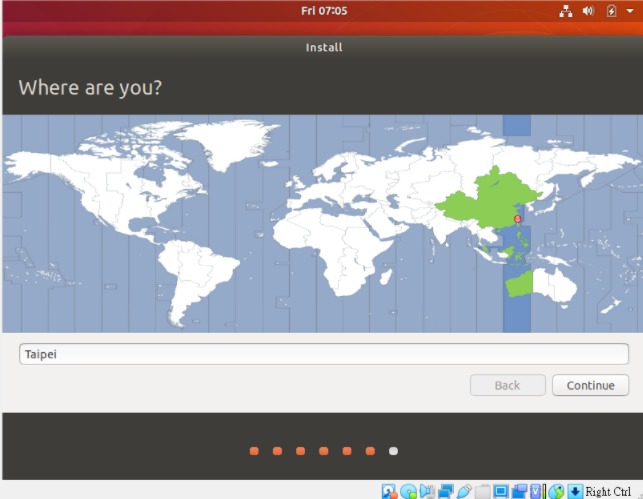 Fri 07:05
Install
Where are you?
Taipei
Back
Continue
Right Ctrl